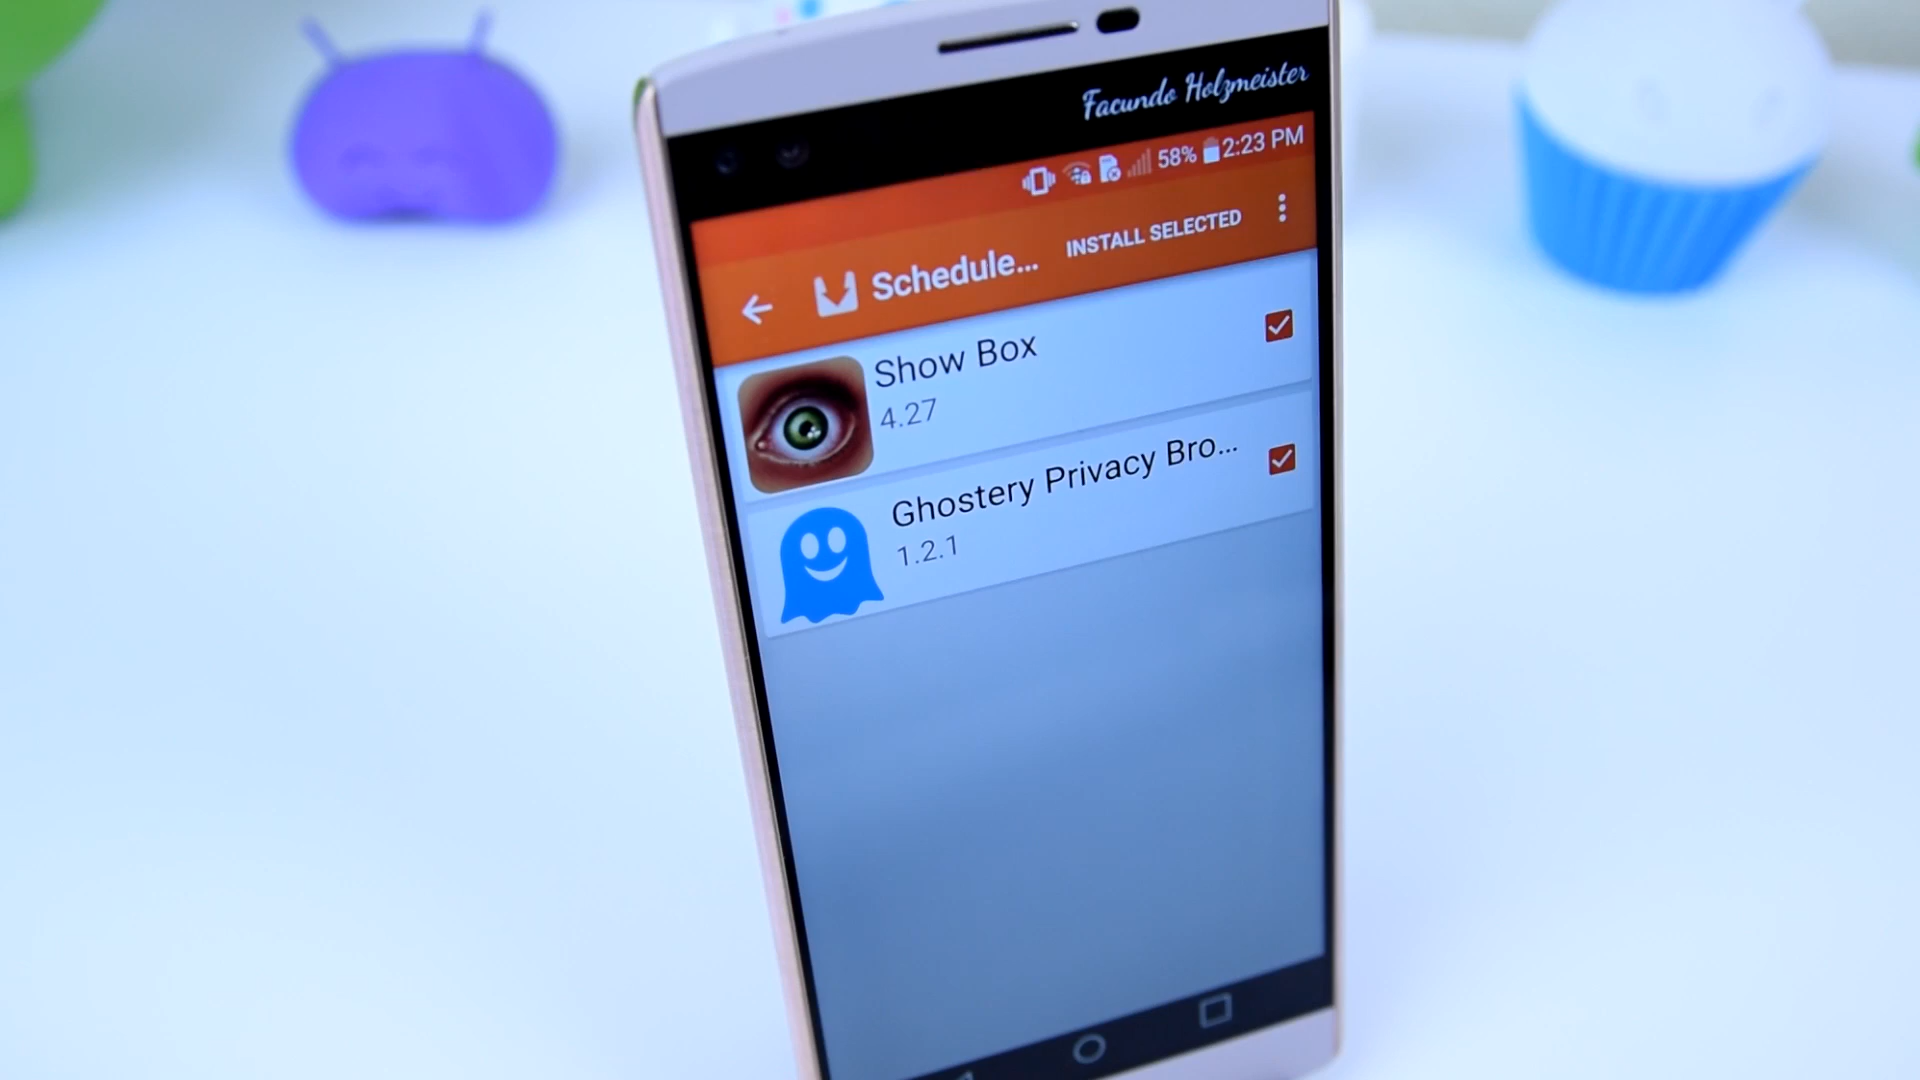 Facundo Holzmeister
58% 2:23 PM
Schedule... INSTALL SELECTED
Show Box
4.27
Ghostery Privacy Bro...
1.2.1